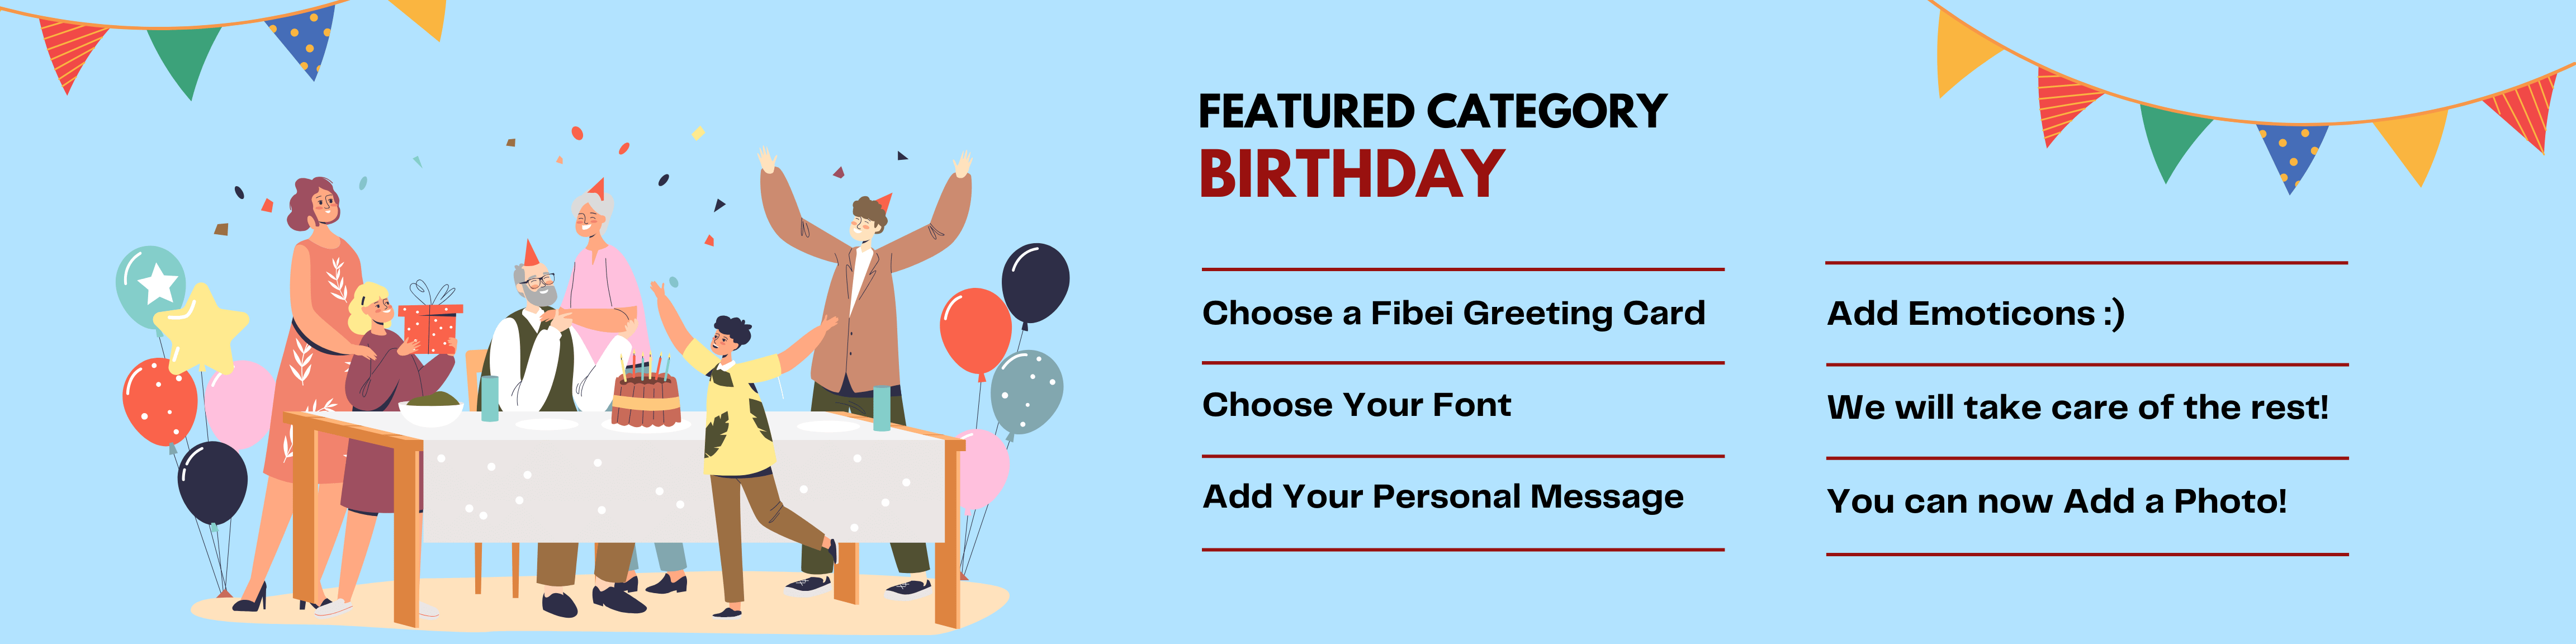 FEATURED CATEGORY
BIRTHDAY
Choose a Fibei Greeting Card
Choose Your Font
Add Your Personal Message
Add Emoticons :)
We will take care of the rest!
You can now Add a Photo!